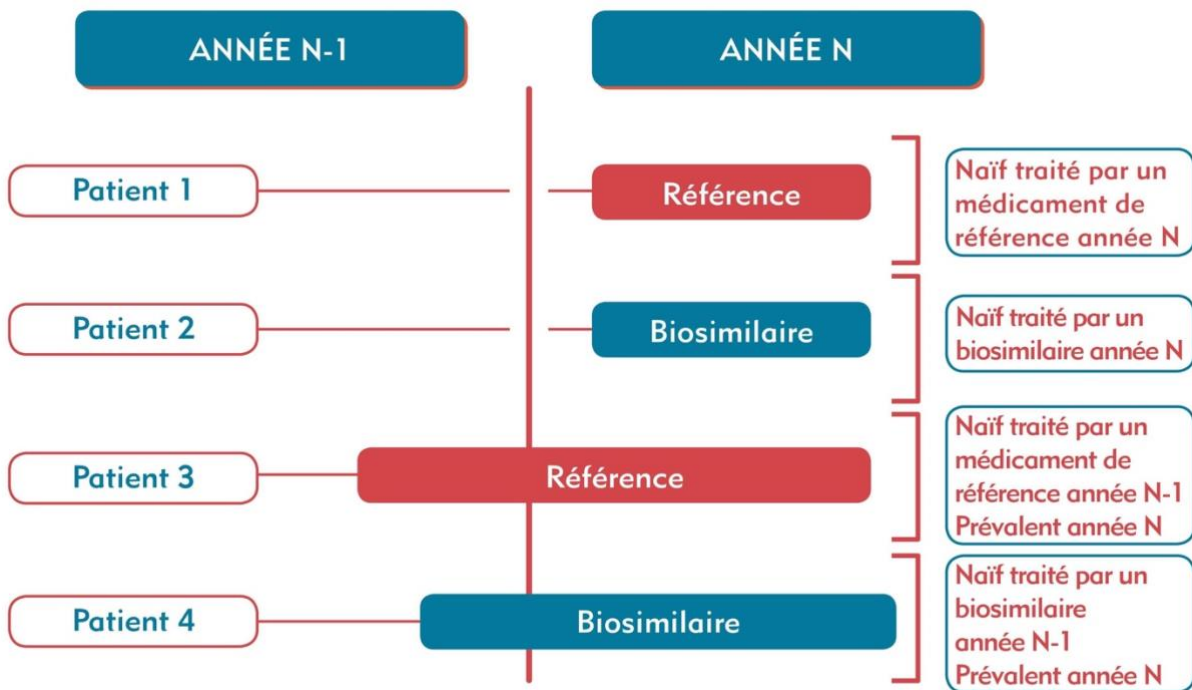 ANNÉE N-1
ANNÉE N
Patient 1
Référence
Naïf traité par un
médicament de
référence année N
Patient 2
Biosimilaire
Naïf traité par un
biosimilaire année N
Patient 3
Référence
Naïf traité par un
médicament de
référence année N-1
Prévalent année N
Patient 4
Biosimilaire
Naïf traité par un
biosimilaire
année N-1
Prévalent année N